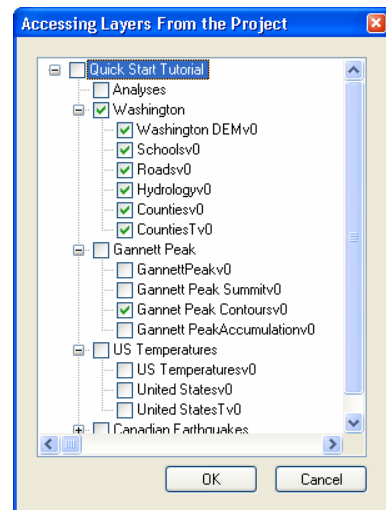 Accessing Layers From the Project
Quick Start Tutorial
Analyses
Washington
Washington DEMv0
Schoolsv0
Roadsv0
Hydrologyv0
Countiesv0
CountiesTv0
Gannett Peak
GannettPeakv0
Gannett Peak Summitv0
Gannet Peak Contoursv0
Gannett PeakAccumulationv0
US Temperatures
US Temperaturesv0
United Statesv0
United StatesTv0
Canadian Earthquakes
OK Cancel